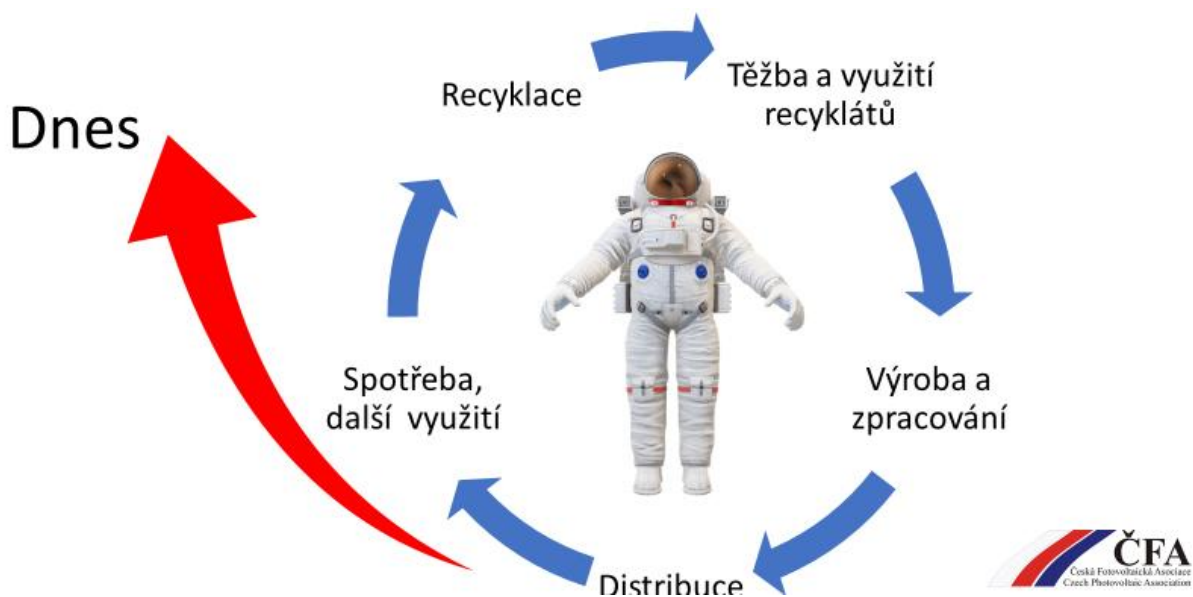 Dnes
Recyklace
Těžba a využití
recyklátů
Spotřeba,
další využití
Výroba a
zpracování
Distribuce
ČFA
Česká Fotovoltaická Asociace
Czech Photovoltaic Association